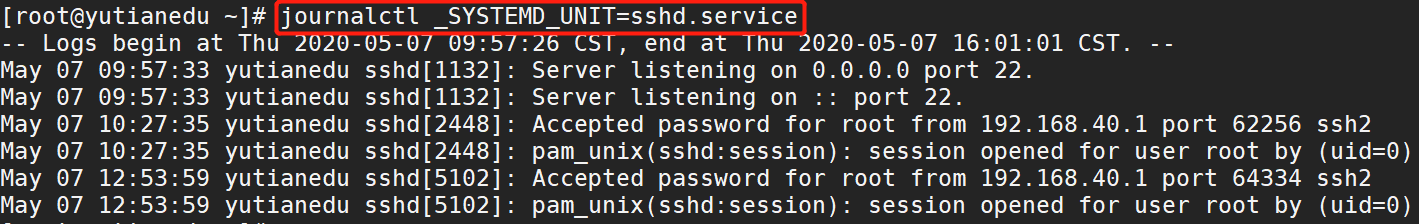 [root@yutianedu ~]# journalctl _SYSTEMD_UNIT=sshd.service
-- Logs begin at Thu 2020-05-07 09:57:26 CST, end at Thu 2020-05-07 16:01:01 CST. --
May 07 09:57:33 yutianedu sshd[1132]: Server listening on 0.0.0.0 port 22.
May 07 09:57:33 yutianedu sshd[1132]: Server listening on :: port 22.
May 07 10:27:35 yutianedu sshd[2448]: Accepted password for root from 192.168.40.1 port 62256 ssh2
May 07 10:27:35 yutianedu sshd[2448]: pam_unix(sshd:session): session opened for user root by (uid=0)
May 07 12:53:59 yutianedu sshd[5102]: Accepted password for root from 192.168.40.1 port 64334 ssh2
May 07 12:53:59 yutianedu sshd[5102]: pam_unix(sshd:session): session opened for user root by (uid=0)